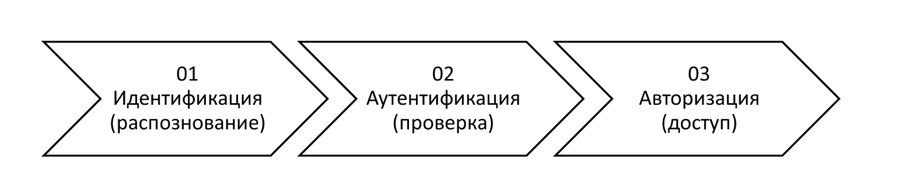 01
Идентификация
(распознование)
02
Аутентификация
(проверка)
03
Авторизация
(доступ)